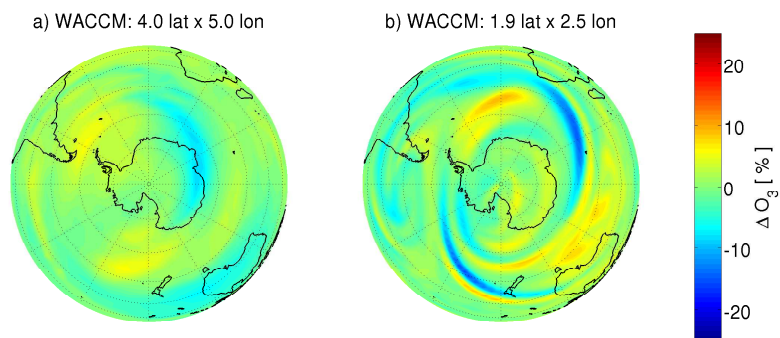 a) WACCM: 4.0 lat x 5.0 lon
b) WACCM: 1.9 lat x 2.5 lon
20
10
0
-10
-20
Δ O3 [ % ]